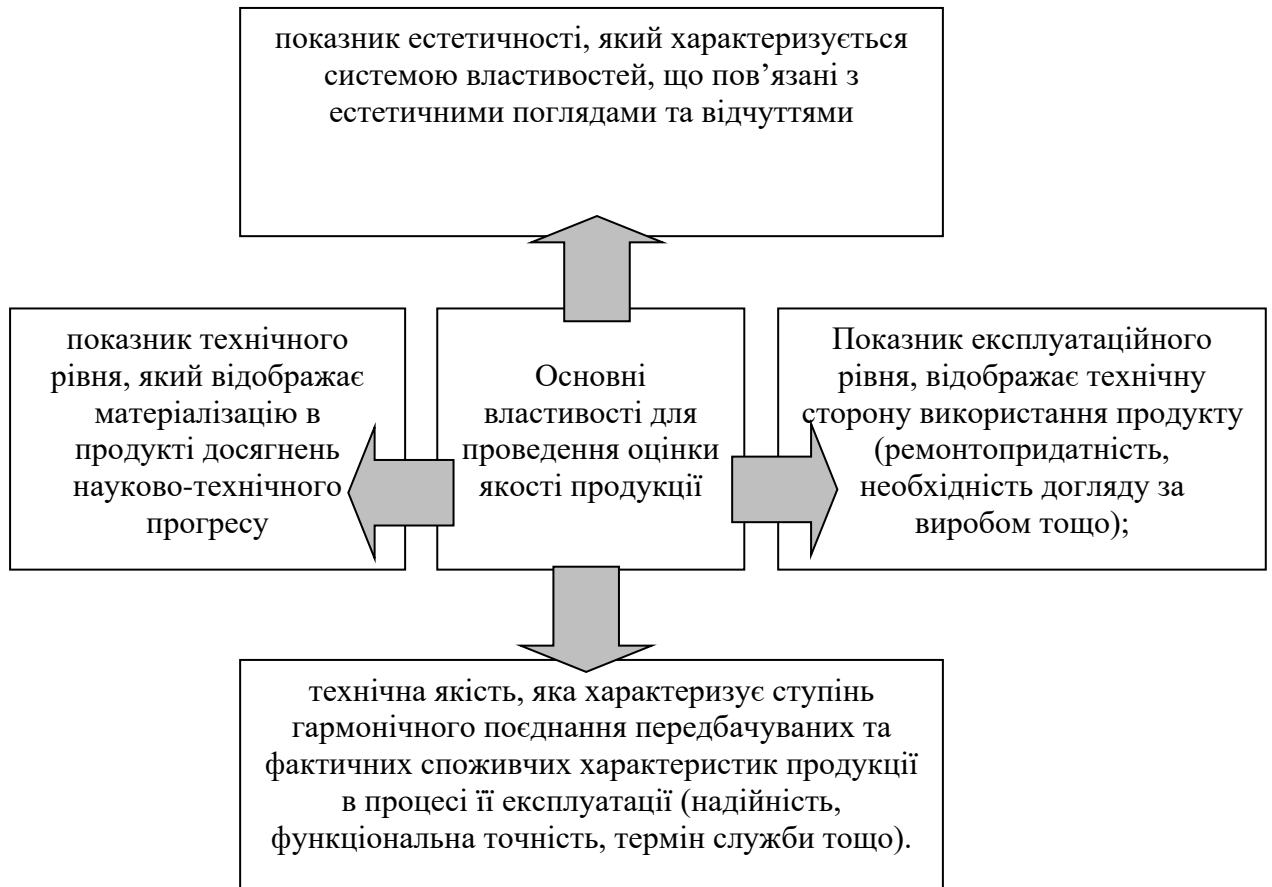 показник естетичності, який характеризується
системою властивостей, що пов’язані з
естетичними поглядами та відчуттями
показник технічного
рівня, який відображає
матеріалізацію в
продукті досягнень
науково-технічного
прогресу
Основні
властивості для
проведення оцінки
якості продукції
Показник експлуатаційного
рівня, відображає технічну
сторону використання продукту
(ремонтопридатність,
необхідність догляду за
виробом тощо);
технічна якість, яка характеризує ступінь
гармонічного поєднання передбачуваних та
фактичних споживчих характеристик продукції
в процесі її експлуатації (надійність,
функціональна точність, термін служби тощо).